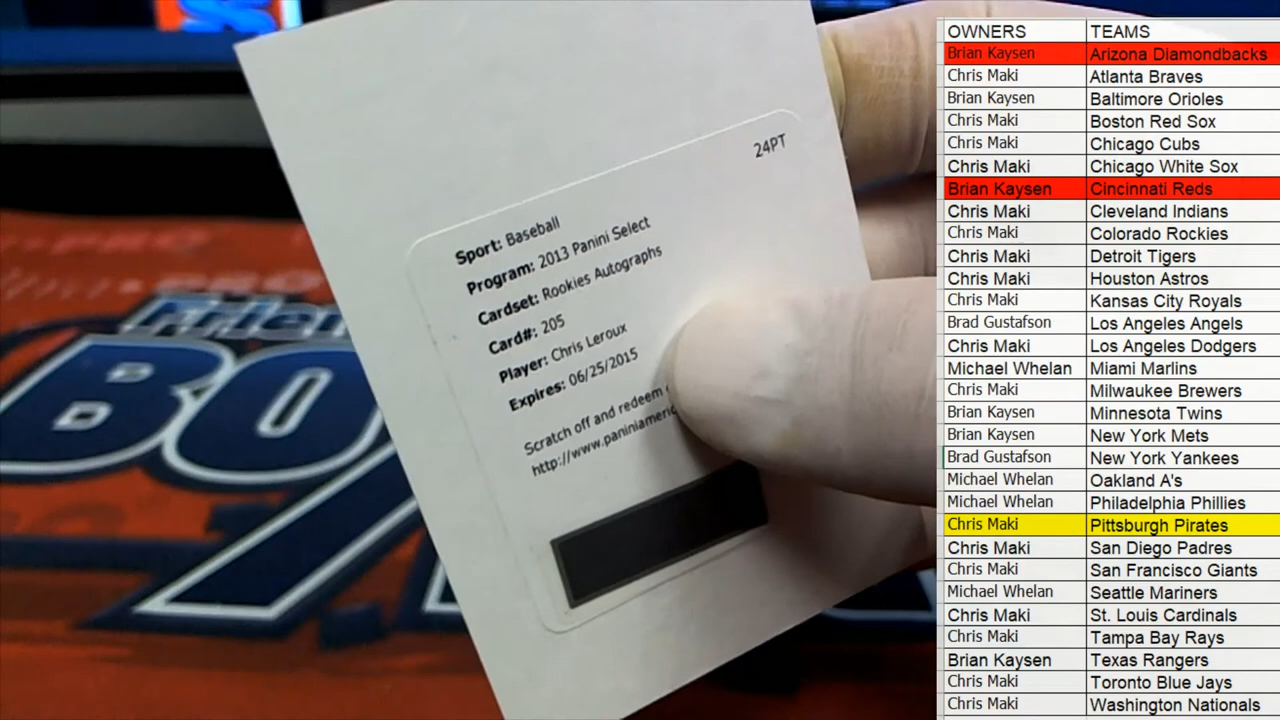 24PT
Sport: Baseball
Program: 2013 Panini Select
Cardset: Rookies Autographs
Card#: 205
Player: Chris Leroux
Expires: 06/25/2015
Scratch off and redeem
http://www.paniniameric
BO
OWNERS TEAMS
Brian Kaysen Arizona Diamondbacks
Chris Maki Atlanta Braves
Brian Kaysen Baltimore Orioles
Chris Maki Boston Red Sox
Chris Maki Chicago Cubs
Chris Maki Chicago White Sox
Brian Kaysen Cincinnati Reds
Chris Maki Cleveland Indians
Chris Maki Colorado Rockies
Chris Maki Detroit Tigers
Chris Maki Houston Astros
Chris Maki Kansas City Royals
Brad Gustafson Los Angeles Angels
Chris Maki Los Angeles Dodgers
Michael Whelan Miami Marlins
Chris Maki Milwaukee Brewers
Brian Kaysen Minnesota Twins
Brian Kaysen New York Mets
Brad Gustafson New York Yankees
Michael Whelan Oakland A's
Michael Whelan Philadelphia Phillies
Chris Maki Pittsburgh Pirates
Chris Maki San Diego Padres
Chris Maki San Francisco Giants
Michael Whelan Seattle Mariners
Chris Maki St. Louis Cardinals
Chris Maki Tampa Bay Rays
Brian Kaysen Texas Rangers
Chris Maki Toronto Blue Jays
Chris Maki Washington Nationals